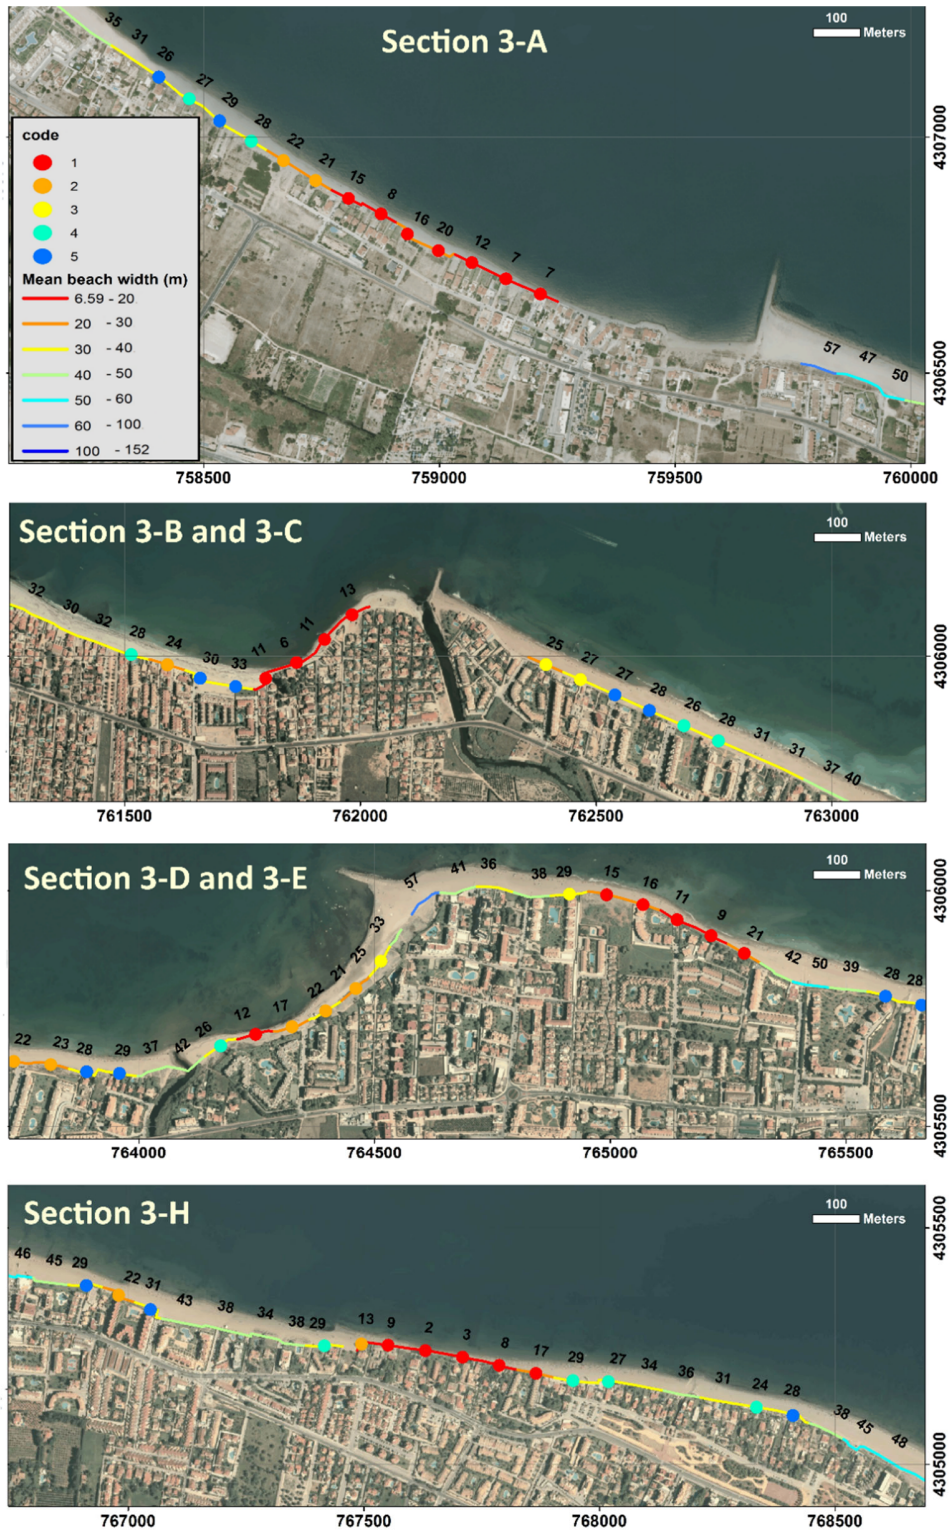 Section 3-A
100
Meters
35 31 26 27 29 28 22 21 15 8 16 20 12 7 7
57 47 50
code
1
2
3
4
5
Mean beach width (m)
6.59 - 20
20 - 30
30 - 40
40 - 50
50 - 60
60 - 100
100 - 152
4307000
4306500
758500 759000 759500 760000
Section 3-B and 3-C
100
Meters
32 30 32 28 24 30 33 11 6 11 13
25 27 27 28 26 28 31 31 37 40
4306000
761500 762000 762500 763000
Section 3-D and 3-E
100
Meters
22 23 28 29 37 42 26 12 17 22 21 25 33 57 41 36 38 29 15 16 11 9 21 42 50 39 28 28
4306000
4305500
764000 764500 765000 765500
Section 3-H
100
Meters
46 45 29 22 31 43 38 34 38 29 13 9 2 3 8 17 29 27 34 36 31 24 28 38 45 48
4305500
4305000
767000 767500 768000 768500